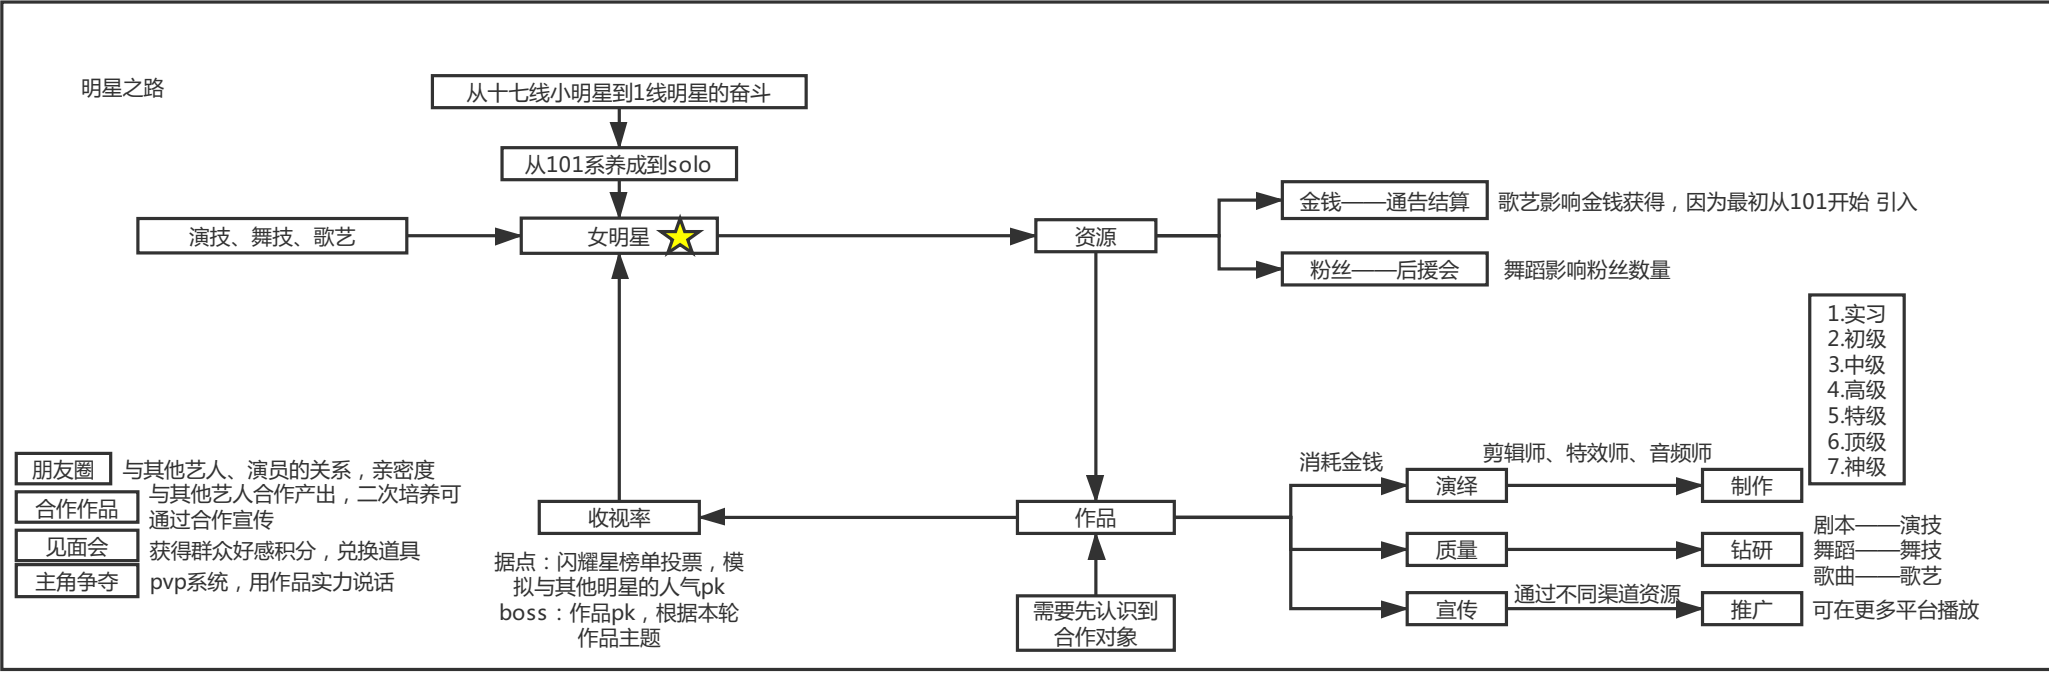 明星之路
从十七线小明星到1线明星的奋斗
从101系养成到solo
演技、舞技、歌艺
女明星
资源
金钱——通告结算
歌艺影响金钱获得，因为最初从101开始 引入
粉丝——后援会
舞蹈影响粉丝数量
1.实习
2.初级
3.中级
4.高级
5.特级
6.顶级
7.神级
朋友圈
与其他艺人、演员的关系，亲密度
合作作品
与其他艺人合作产出，二次培养可
通过合作宣传
见面会
获得群众好感积分，兑换道具
主角争夺
pvp系统，用作品实力说话
收视率
据点：闪耀星榜单投票，模
拟与其他明星的人气pk
boss：作品pk，根据本轮
作品主题
作品
需要先认识到
合作对象
消耗金钱
演绎
剪辑师、特效师、音频师
制作
质量
钻研
剧本——演技
舞蹈——舞技
歌曲——歌艺
宣传
通过不同渠道资源
推广
可在更多平台播放